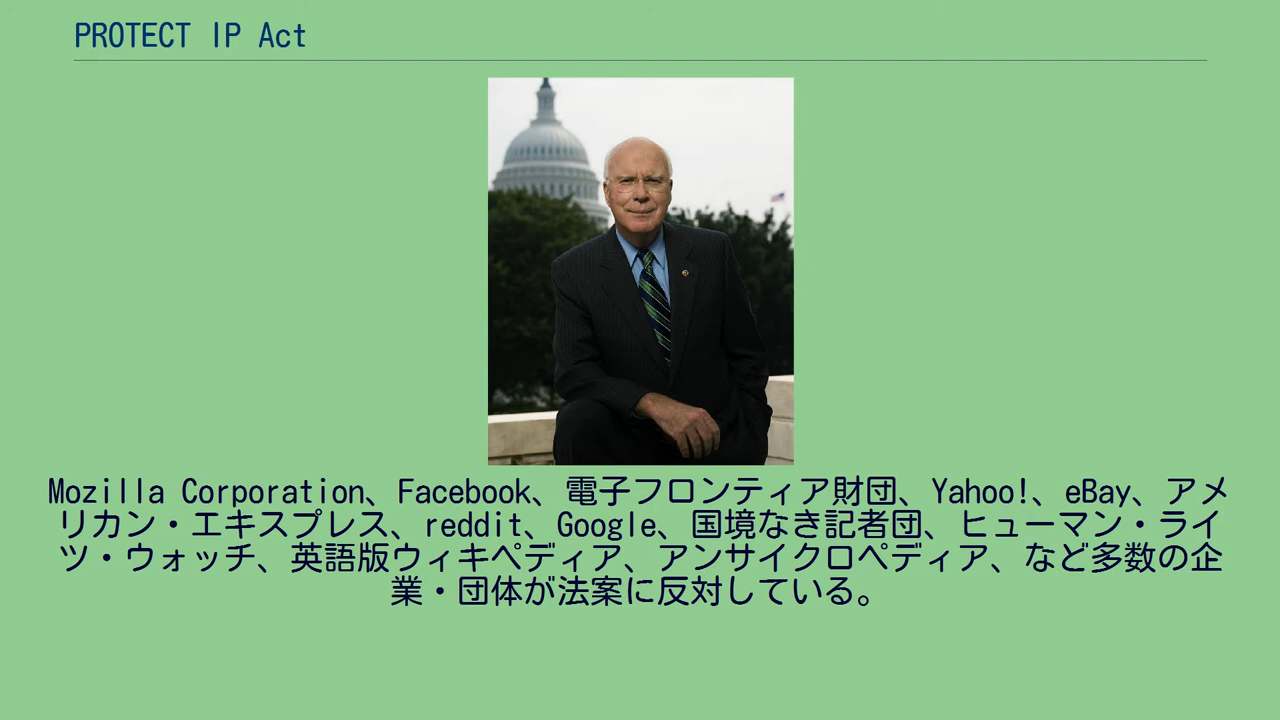 PROTECT IP Act
Mozilla Corporation、Facebook、電子フロンティア財団、Yahoo!、eBay、アメ
リカン・エキスプレス、reddit、Google、国境なき記者団、ヒューマン・ライ
ツ・ウォッチ、英語版ウィキペディア、アンサイクロペディア、など多数の企
業・団体が法案に反対している。